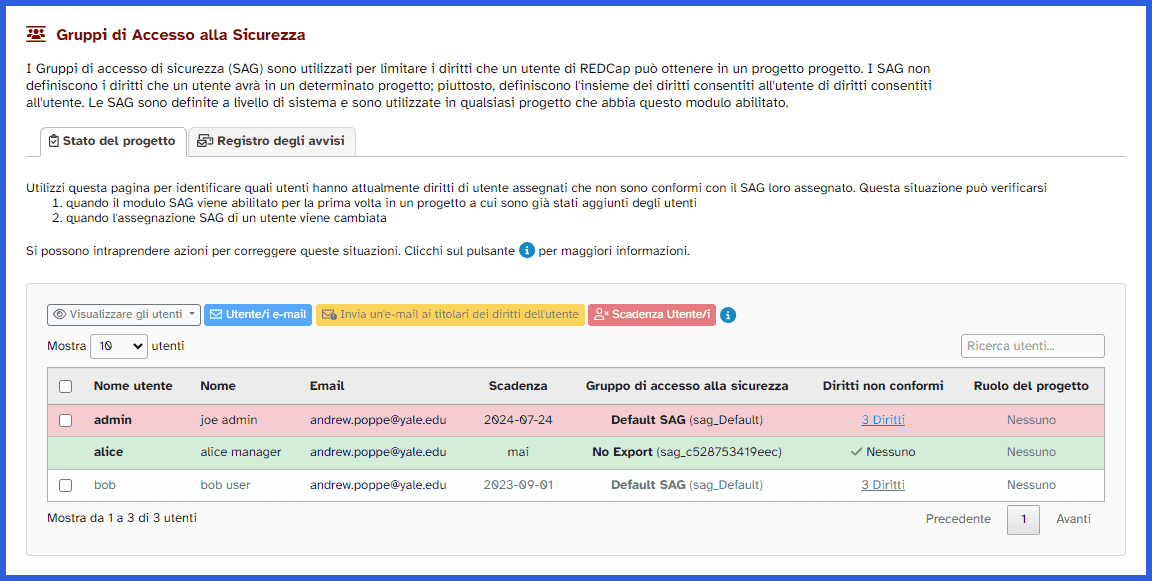 Gruppi di Accesso alla Sicurezza
I Gruppi di accesso di sicurezza (SAG) sono utilizzati per limitare i diritti che un utente di REDCap può ottenere in un progetto progetto. I SAG non
definiscono i diritti che un utente avrà in un determinato progetto; piuttosto, definiscono l'insieme dei diritti consentiti all'utente di diritti consentiti
all'utente. Le SAG sono definite a livello di sistema e sono utilizzate in qualsiasi progetto che abbia questo modulo abilitato.
Stato del progetto Registro degli avvisi
Utilizzi questa pagina per identificare quali utenti hanno attualmente diritti di utente assegnati che non sono conformi con il SAG loro assegnato. Questa situazione può verificarsi
1. quando il modulo SAG viene abilitato per la prima volta in un progetto a cui sono già stati aggiunti degli utenti
2. quando l'assegnazione SAG di un utente viene cambiata
Si possono intraprendere azioni per correggere queste situazioni. Clicchi sul pulsante per maggiori informazioni.
Visualizzare gli utenti Utente/i e-mail Invia un'e-mail ai titolari dei diritti dell'utente Scadenza Utente/i
Mostra 10 utenti Ricerca utenti...
Nome utente Nome Email Scadenza Gruppo di accesso alla sicurezza Diritti non conformi Ruolo del progetto
admin joe admin andrew.poppe@yale.edu 2024-07-24 Default SAG (sag_Default) 3 Diritti Nessuno
alice alice manager andrew.poppe@yale.edu mai No Export (sag_c528753419eec) Nessuno Nessuno
bob bob user andrew.poppe@yale.edu 2023-09-01 Default SAG (sag_Default) 3 Diritti Nessuno
Mostra da 1 a 3 di 3 utenti Precedente 1 Avanti